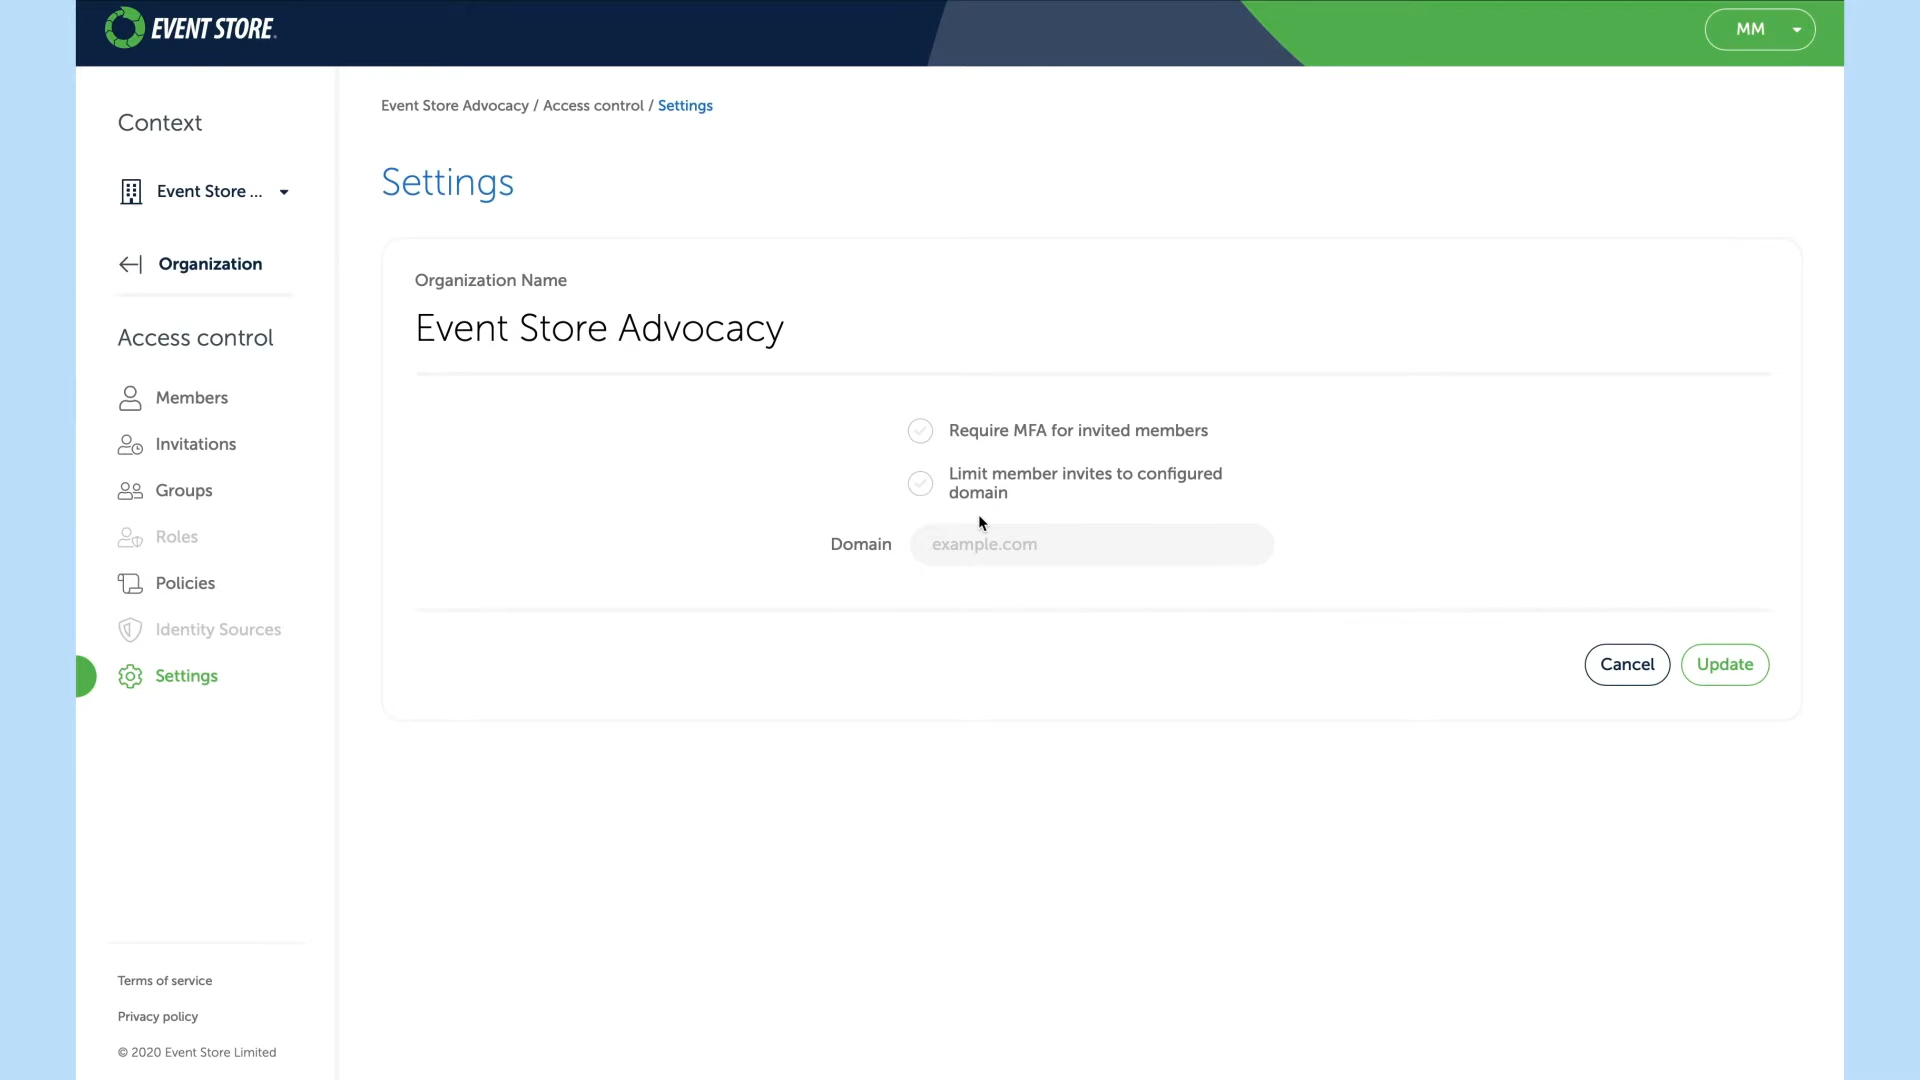 EVENT STORE
MM
Context
Event Store ...
Organization
Access control
Members
Invitations
Groups
Roles
Policies
Identity Sources
Settings
Terms of service
Privacy policy
© 2020 Event Store Limited
Event Store Advocacy / Access control / Settings
Settings
Organization Name
Event Store Advocacy
Require MFA for invited members
Limit member invites to configured
domain
Domain
example.com
Cancel
Update